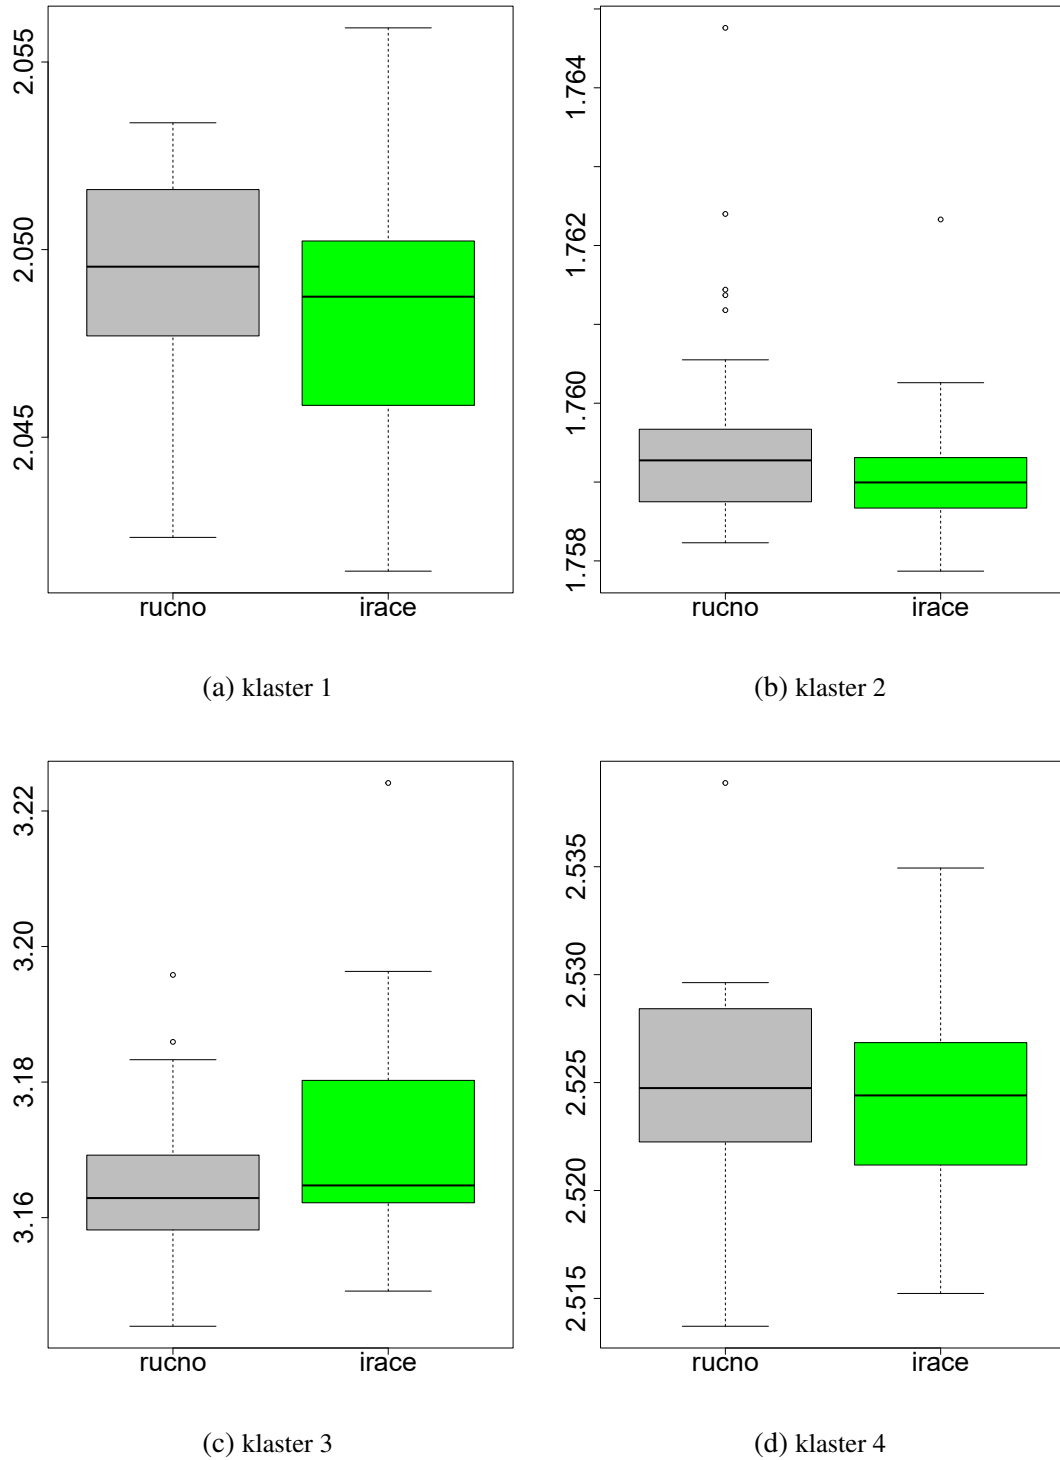 2.055
2.050
2.045
rucno irace
(a) klaster 1
1.764
1.762
1.760
1.758
rucno irace
(b) klaster 2
3.22
3.20
3.18
3.16
rucno irace
(c) klaster 3
2.535
2.530
2.525
2.520
2.515
rucno irace
(d) klaster 4